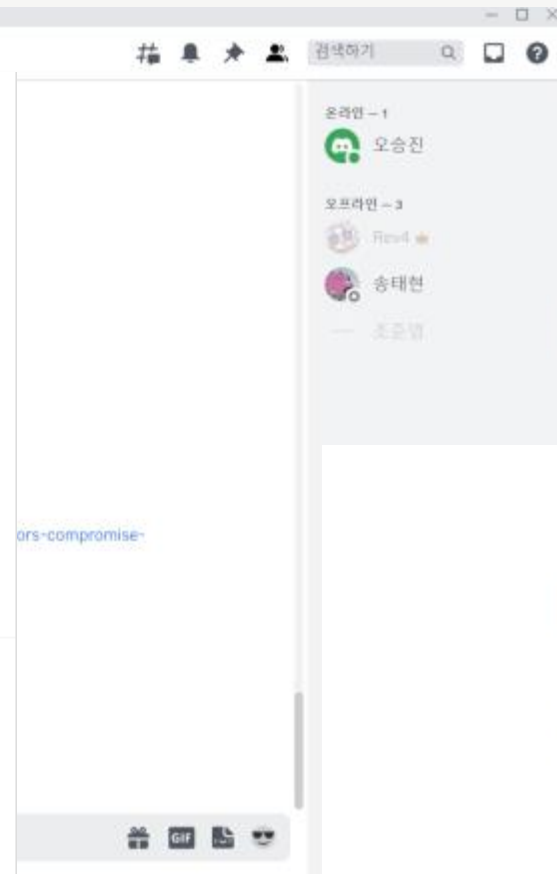 검색하기
온라인 – 1
오승진
오프라인 – 3
Rev4
송태현
ors-compromise-
GIF